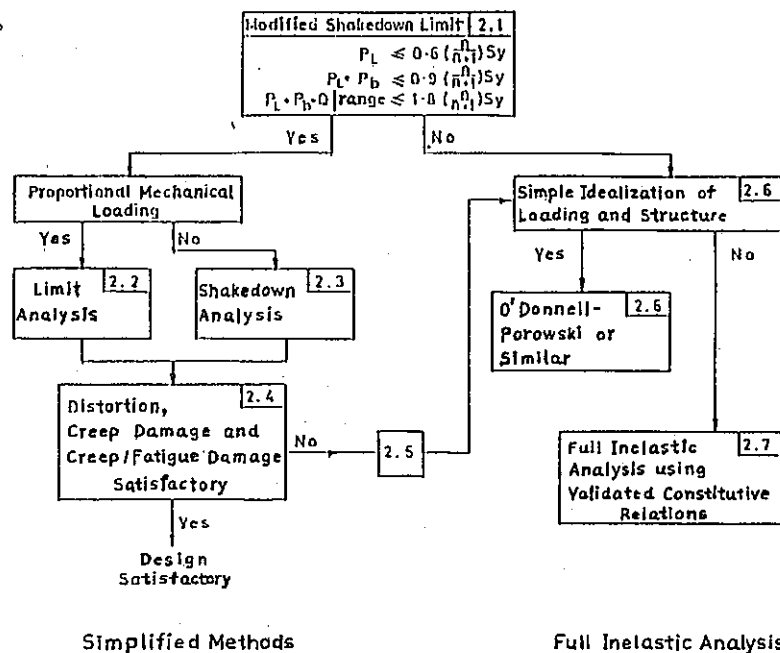 Modified Shakedown Limit 2.1
P_L ≤ 0·6 (n/n+1) Sy
P_L + P_b ≤ 0·9 (n/n+1) Sy
P_L + P_b + Q | range ≤ 1·8 (n/n+1) Sy
Yes
No
Proportional Mechanical
Loading
Simple Idealization of 2.6
Loading and Structure
Yes
No
Yes
No
Limit 2.2
Analysis
Shakedown 2.3
Analysis
O'Donnell- 2.6
Porowski or
Similar
Distortion, 2.4
Creep Damage and
Creep/Fatigue Damage
Satisfactory
No
2.5
Full Inelastic 2.7
Analysis using
Validated Constitutive
Relations
Yes
Design
Satisfactory
Simplified Methods
Full Inelastic Analysis